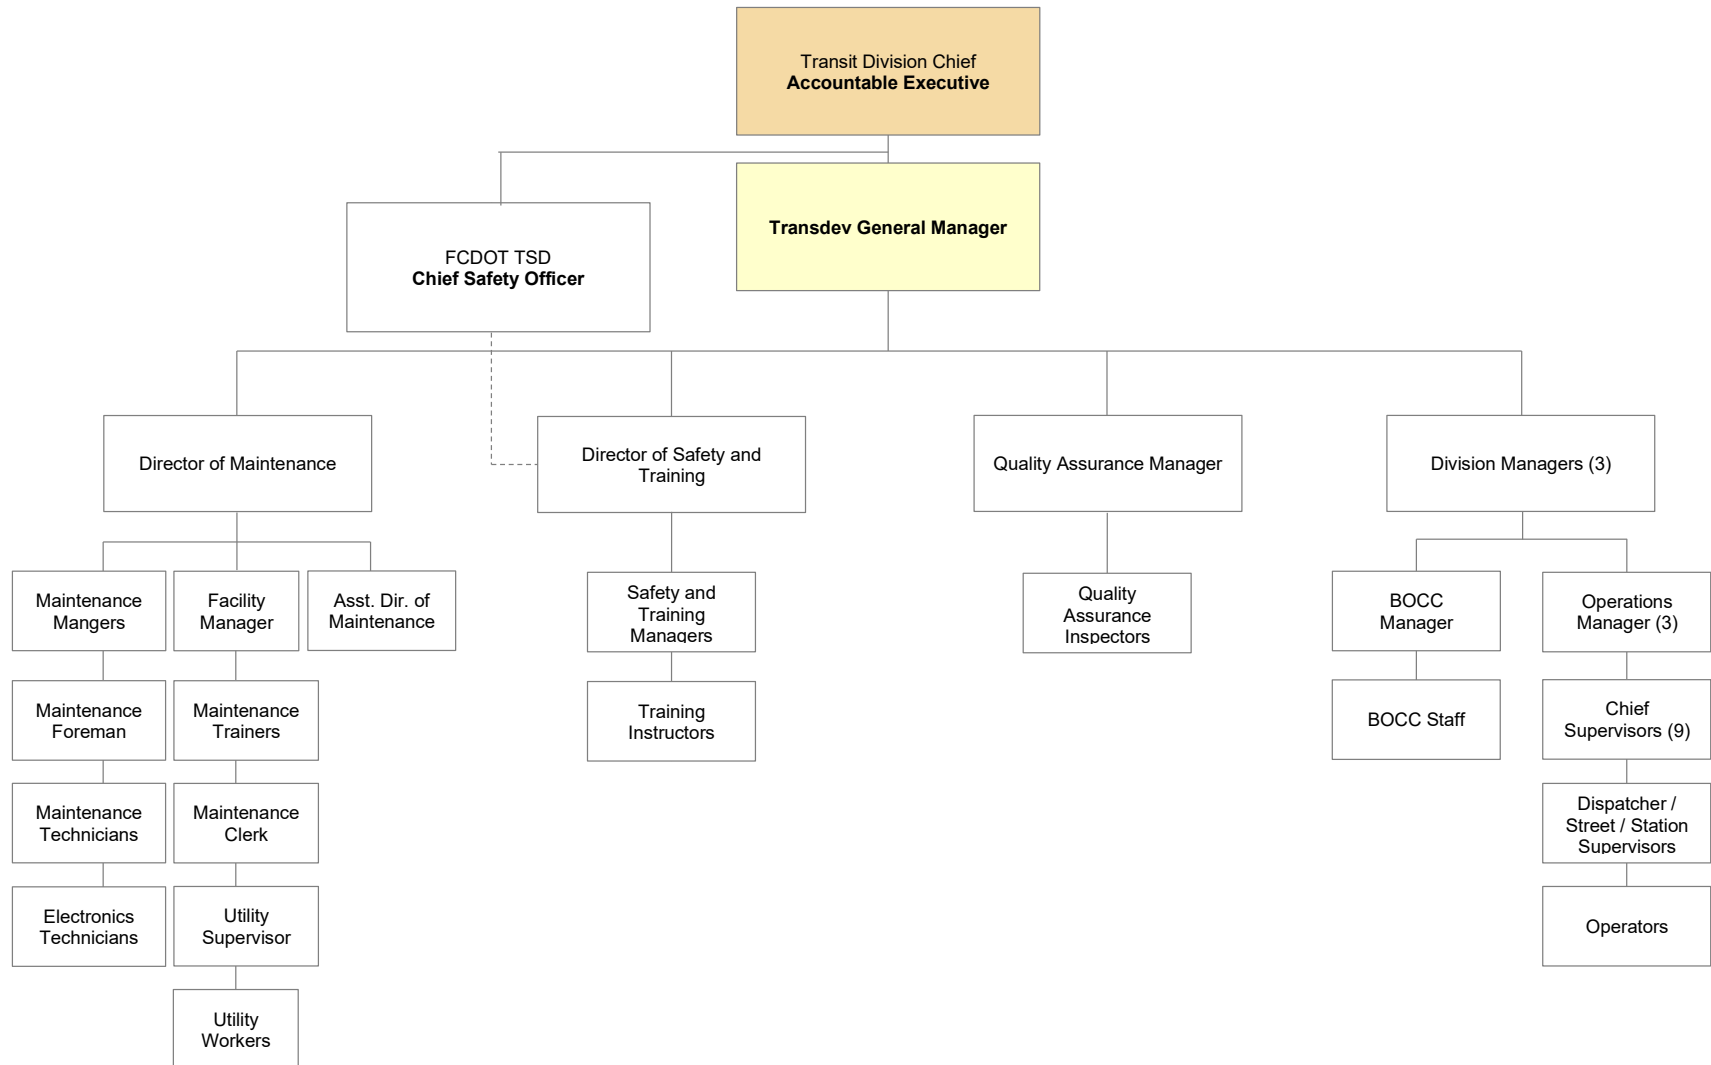 Transit Division Chief
Accountable Executive
Transdev General Manager
FCDOT TSD
Chief Safety Officer
Director of Maintenance
Director of Safety and
Training
Quality Assurance Manager
Division Managers (3)
Maintenance
Mangers
Facility
Manager
Asst. Dir. of
Maintenance
Safety and
Training
Managers
Quality
Assurance
Inspectors
BOCC
Manager
Operations
Manager (3)
Maintenance
Foreman
Maintenance
Trainers
Training
Instructors
BOCC Staff
Chief
Supervisors (9)
Maintenance
Technicians
Maintenance
Clerk
Dispatcher /
Street / Station
Supervisors
Electronics
Technicians
Utility
Supervisor
Operators
Utility
Workers